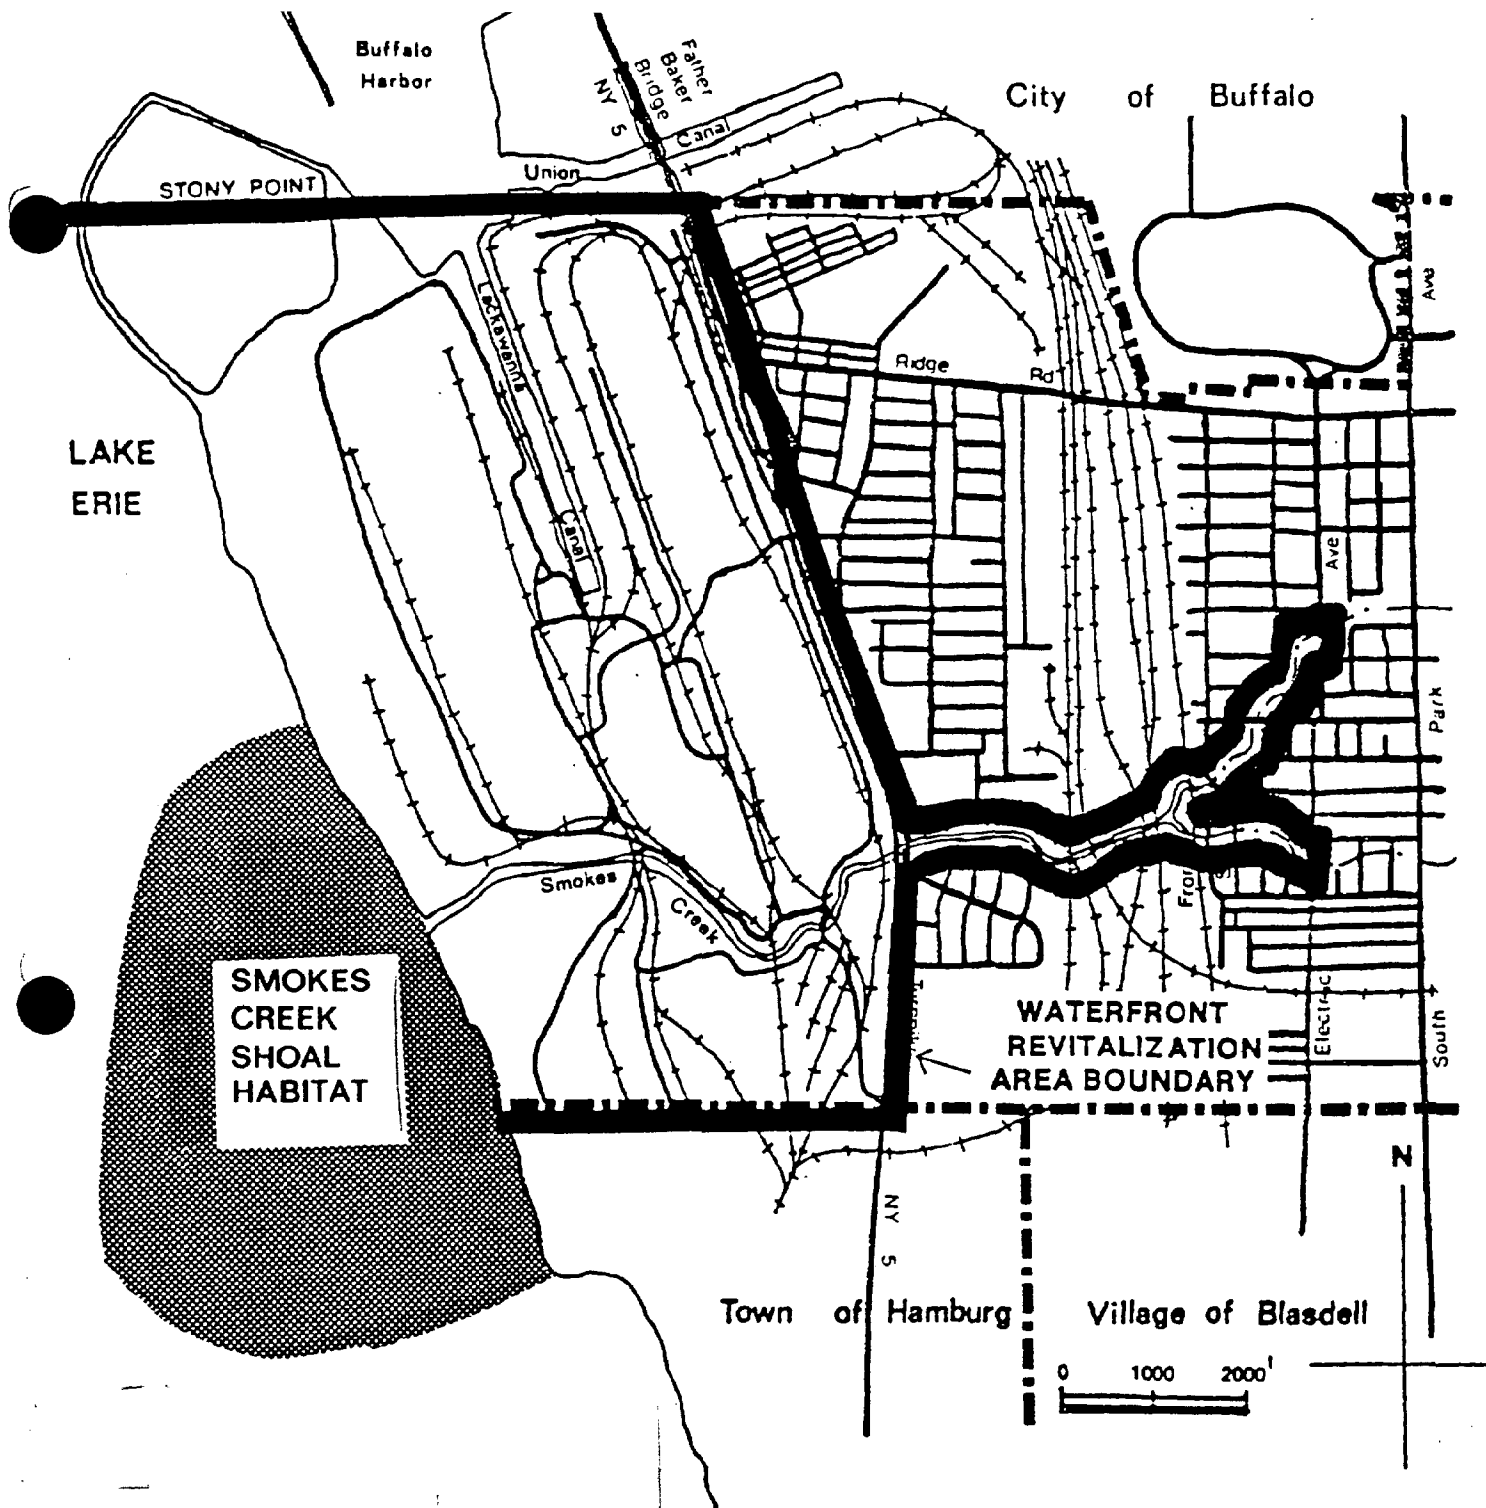 Buffalo
Harbor
Father
Baker
Bridge
NY 5
City of Buffalo
Canal
Union
STONY POINT
Ave
Lackawanna
Ridge Rd
LAKE
ERIE
Canal
Ave
Park
Smokes
Creek
SMOKES
CREEK
SHOAL
HABITAT
WATERFRONT
REVITALIZATION
AREA BOUNDARY
Electric
South
N
NY 5
Town of Hamburg
Village of Blasdell
0 1000 2000'